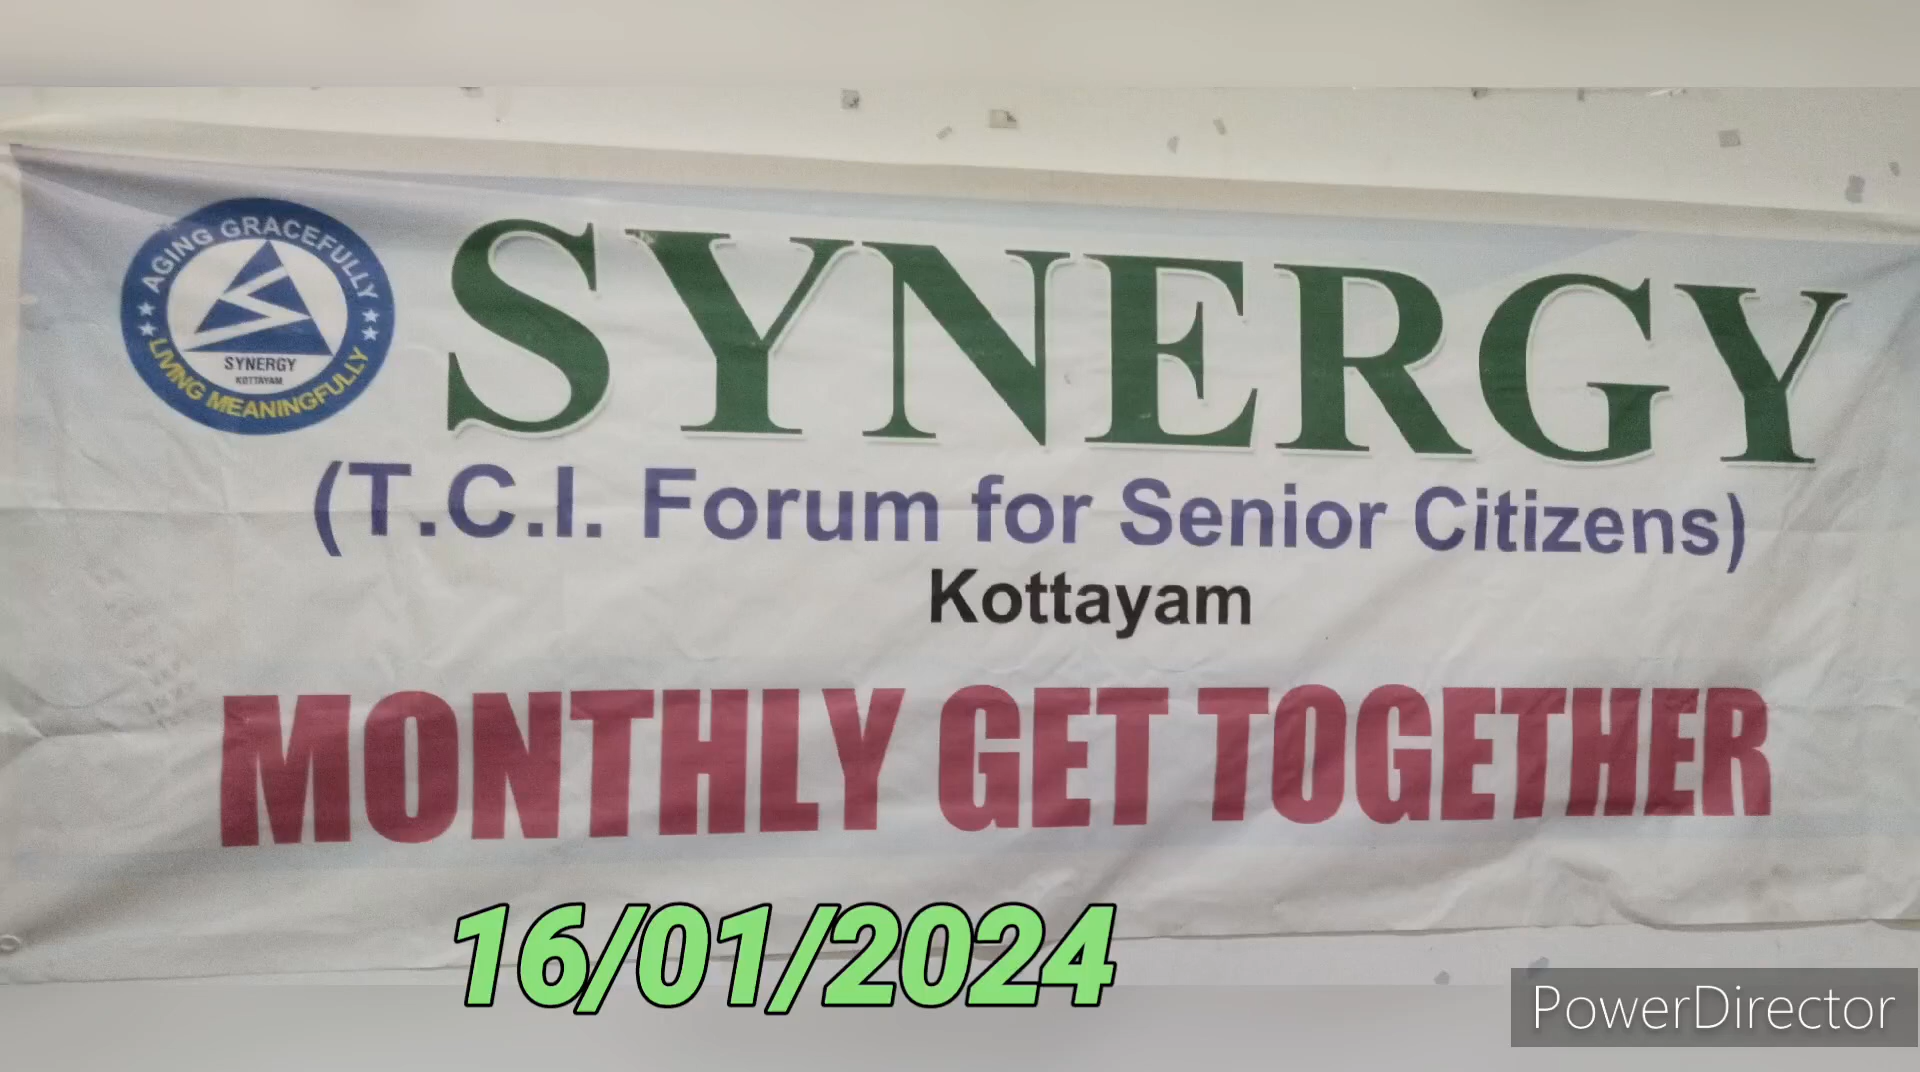 AGING GRACEFULLY
SYNERGY
KOTTAYAM
LIVING MEANINGFULLY
SYNERGY
(T.C.I. Forum for Senior Citizens)
Kottayam
MONTHLY GET TOGETHER
16/01/2024
PowerDirector